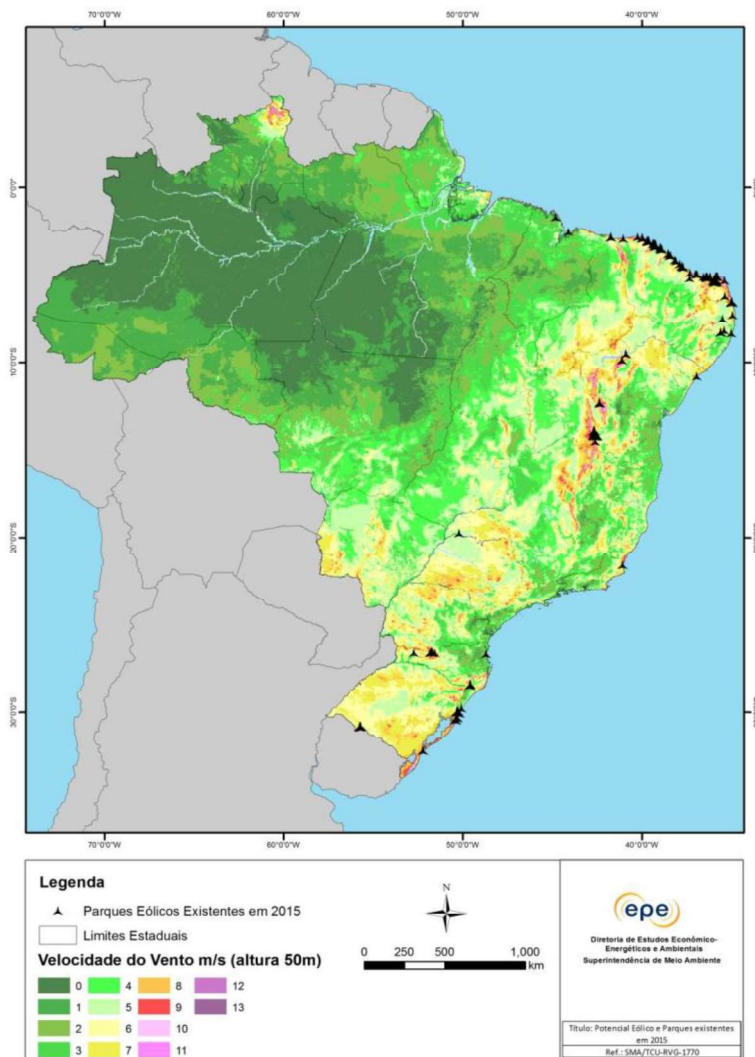 70°0'0"W 60°0'0"W 50°0'0"W 40°0'0"W
0°0'0"
10°0'0"S
20°0'0"S
30°0'0"S
70°0'0"W 60°0'0"W 50°0'0"W 40°0'0"W
Legenda
Parques Eólicos Existentes em 2015
Limites Estaduais
Velocidade do Vento m/s (altura 50m)
0 4 8 12
1 5 9 13
2 6 10
3 7 11
N
0 250 500 1,000
km
epe
Diretoria de Estudos Econômico-
Energéticos e Ambientais
Superintendência de Meio Ambiente
Título: Potencial Eólico e Parques existentes
em 2015
Ref.: SMA/TCU-RVG-1770